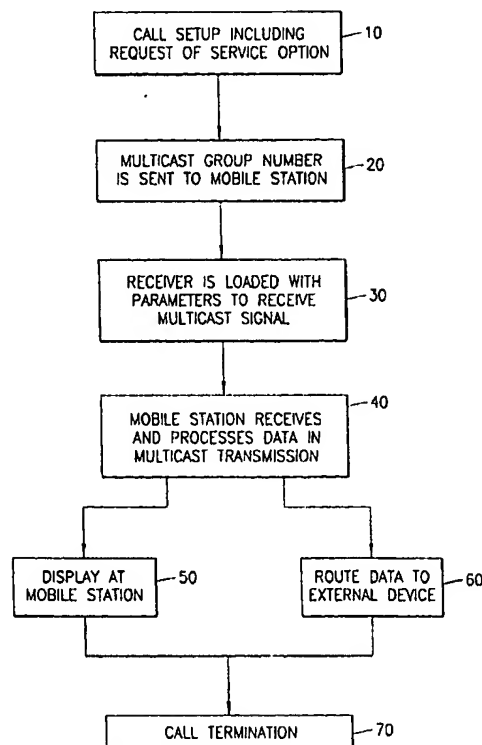 CALL SETUP INCLUDING
REQUEST OF SERVICE OPTION
10
MULTICAST GROUP NUMBER
IS SENT TO MOBILE STATION
20
RECEIVER IS LOADED WITH
PARAMETERS TO RECEIVE
MULTICAST SIGNAL
30
40
MOBILE STATION RECEIVES
AND PROCESSES DATA IN
MULTICAST TRANSMISSION
DISPLAY AT
MOBILE STATION
50
ROUTE DATA TO
EXTERNAL DEVICE
60
CALL TERMINATION
70